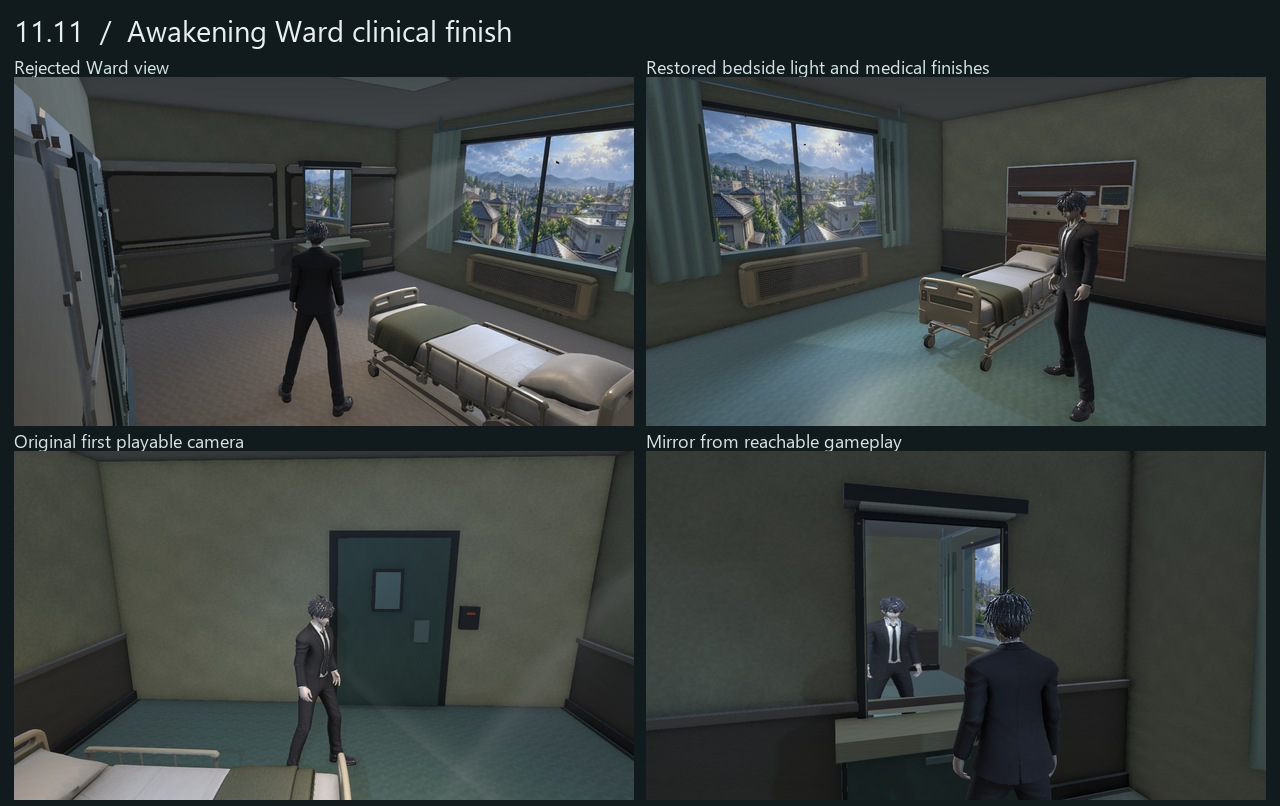 11.11 / Awakening Ward clinical finish
Rejected Ward view
Restored bedside light and medical finishes
Original first playable camera
Mirror from reachable gameplay